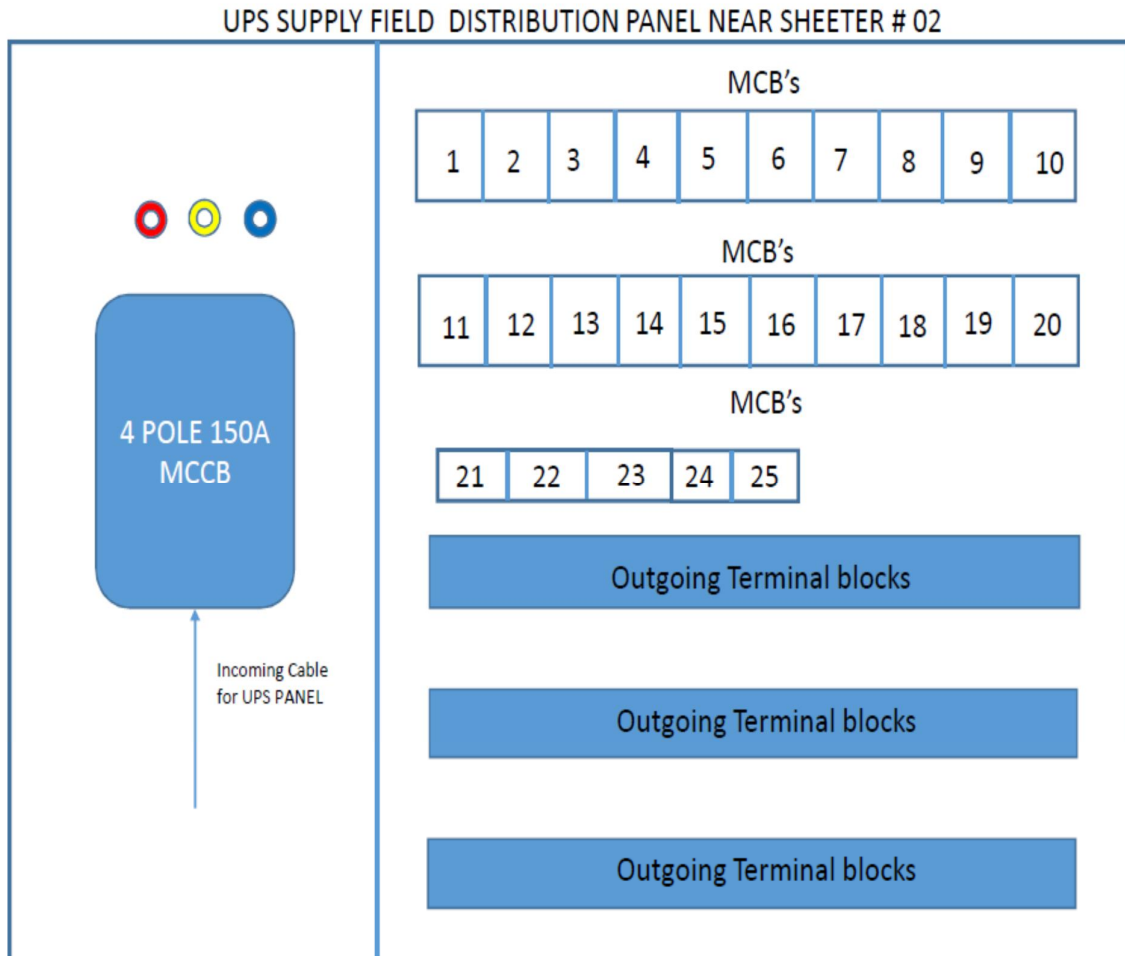 UPS SUPPLY FIELD DISTRIBUTION PANEL NEAR SHEETER # 02
MCB's
1 2 3 4 5 6 7 8 9 10
MCB's
11 12 13 14 15 16 17 18 19 20
MCB's
21 22 23 24 25
4 POLE 150A
MCCB
Incoming Cable
for UPS PANEL
Outgoing Terminal blocks
Outgoing Terminal blocks
Outgoing Terminal blocks